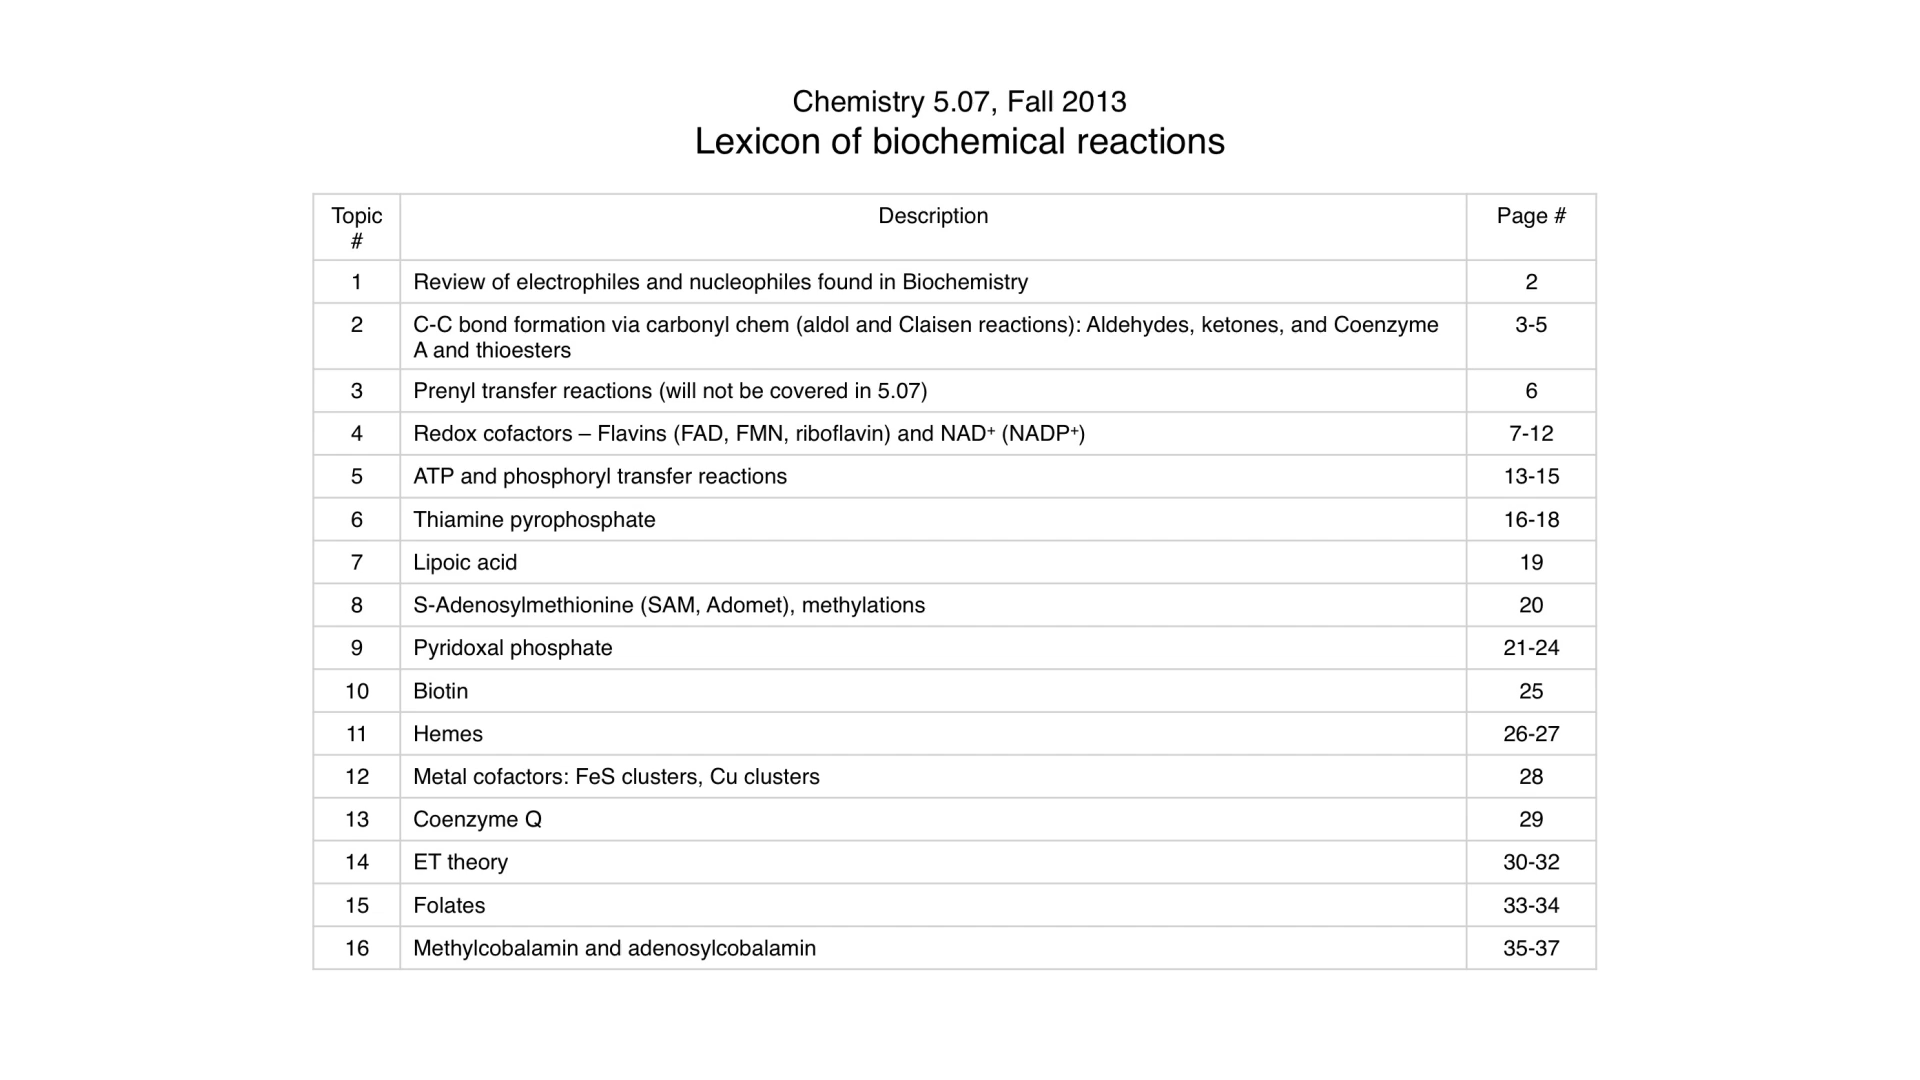 Chemistry 5.07, Fall 2013
Lexicon of biochemical reactions
Topic # Description Page #
1 Review of electrophiles and nucleophiles found in Biochemistry 2
2 C-C bond formation via carbonyl chem (aldol and Claisen reactions): Aldehydes, ketones, and Coenzyme 3-5
A and thioesters
3 Prenyl transfer reactions (will not be covered in 5.07) 6
4 Redox cofactors – Flavins (FAD, FMN, riboflavin) and NAD⁺ (NADP⁺) 7-12
5 ATP and phosphoryl transfer reactions 13-15
6 Thiamine pyrophosphate 16-18
7 Lipoic acid 19
8 S-Adenosylmethionine (SAM, Adomet), methylations 20
9 Pyridoxal phosphate 21-24
10 Biotin 25
11 Hemes 26-27
12 Metal cofactors: FeS clusters, Cu clusters 28
13 Coenzyme Q 29
14 ET theory 30-32
15 Folates 33-34
16 Methylcobalamin and adenosylcobalamin 35-37